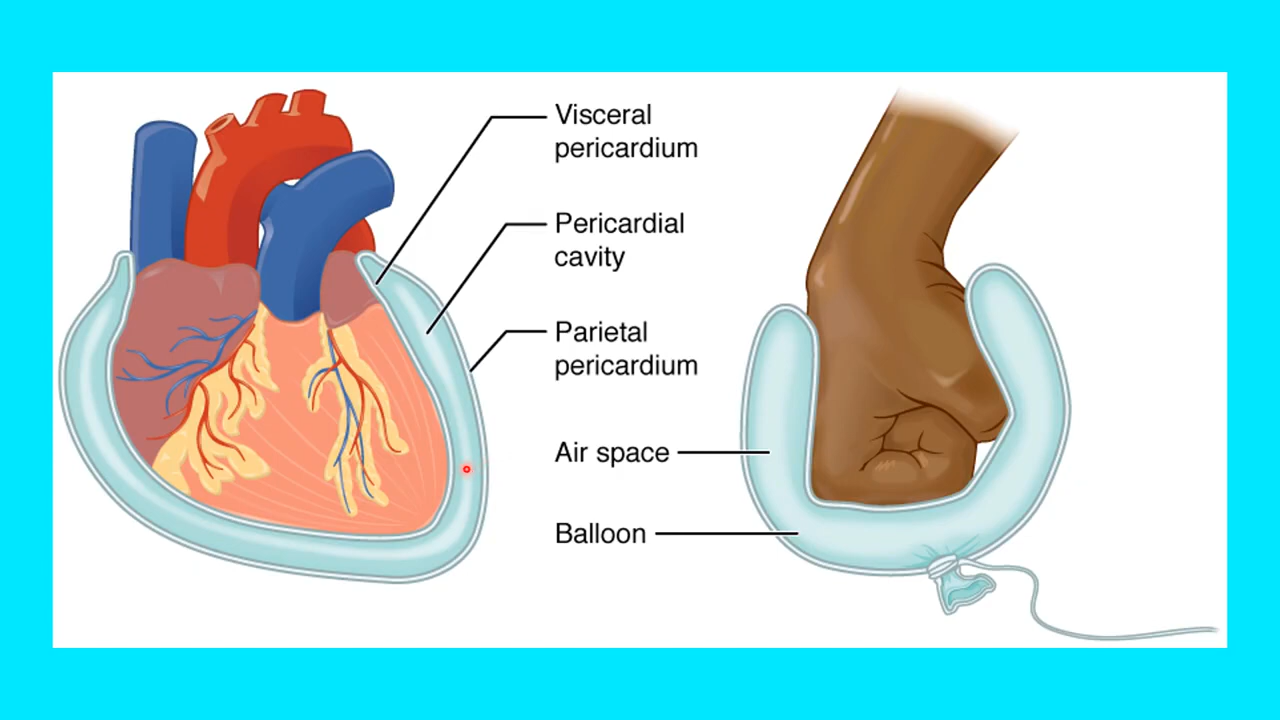 Visceral
pericardium
Pericardial
cavity
Parietal
pericardium
Air space
Balloon